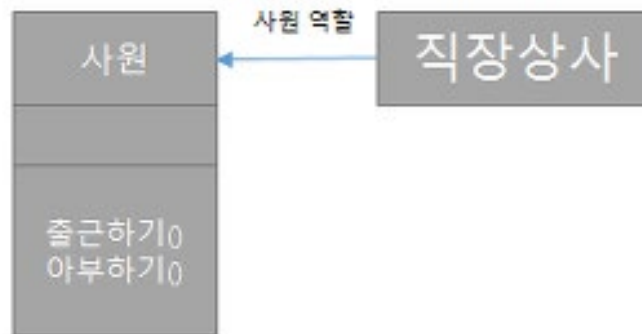 사원
사원 역할
직장상사
출근하기()
아부하기()